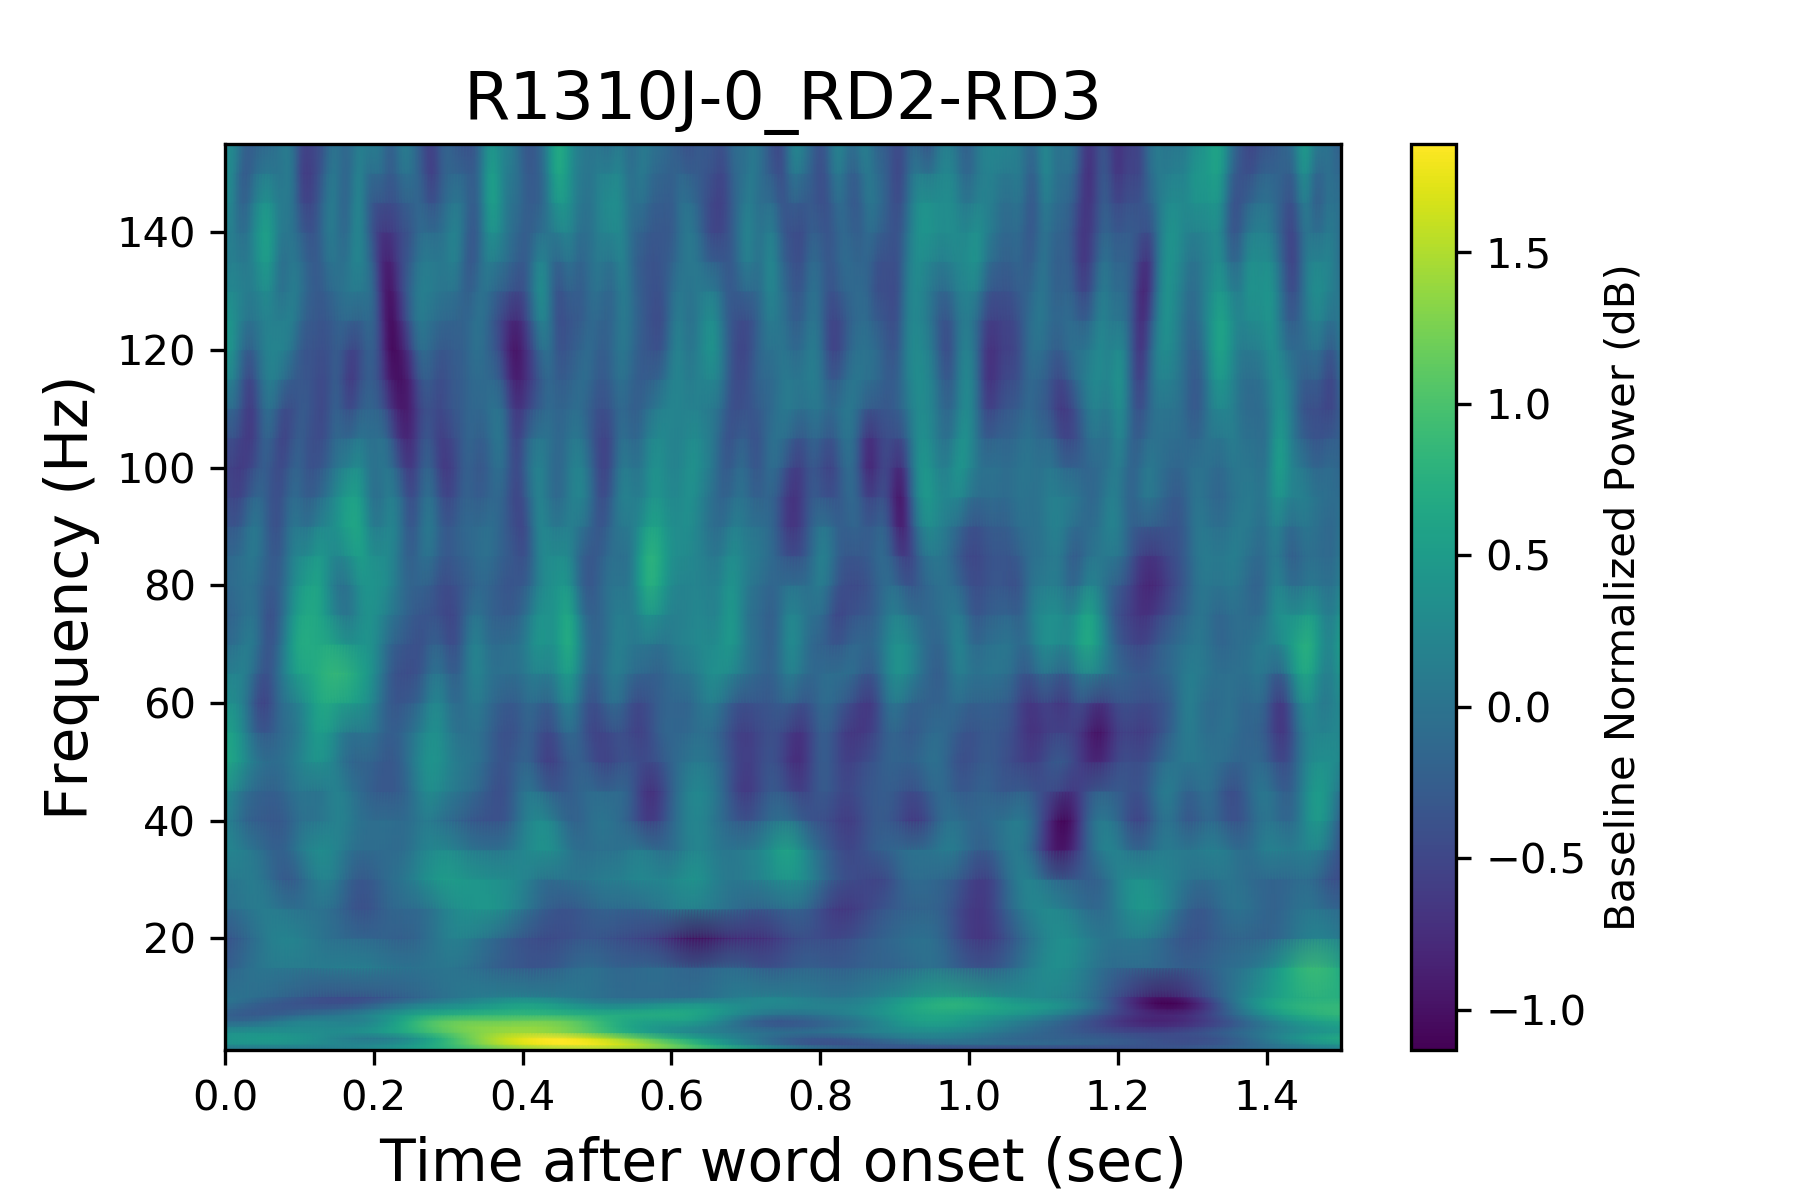 R1310J-0_RD2-RD3
140
120
100
80
60
40
20
Frequency (Hz)
0.0 0.2 0.4 0.6 0.8 1.0 1.2 1.4
Time after word onset (sec)
1.5
1.0
0.5
0.0
−0.5
−1.0
Baseline Normalized Power (dB)